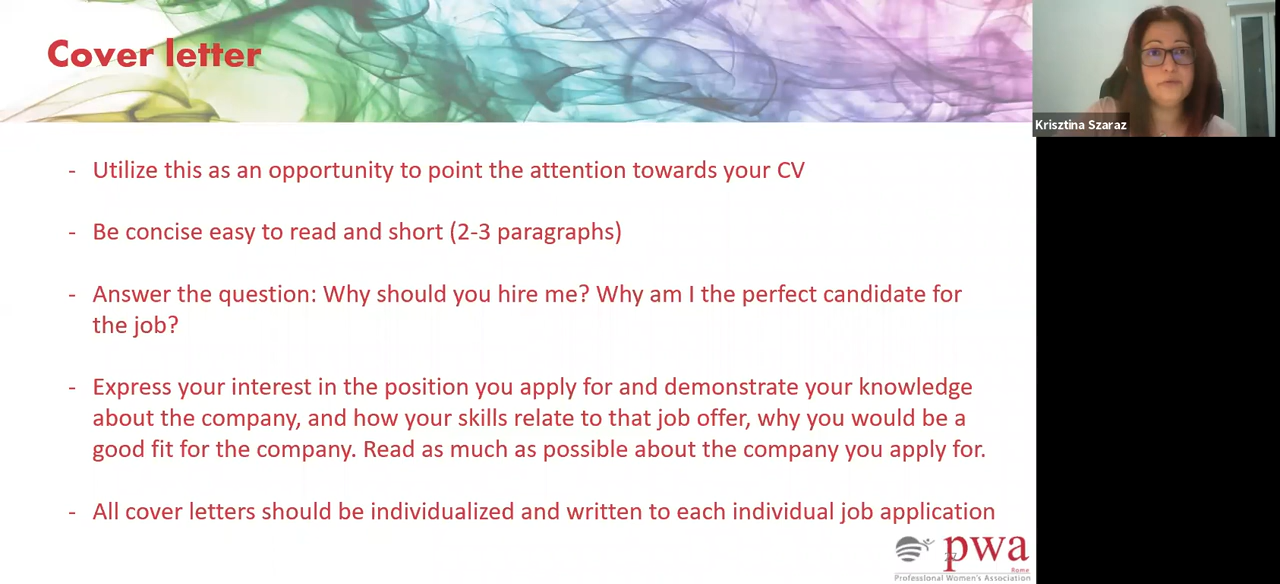 Cover letter
Krisztina Szaraz
- Utilize this as an opportunity to point the attention towards your CV
- Be concise easy to read and short (2-3 paragraphs)
- Answer the question: Why should you hire me? Why am I the perfect candidate for
the job?
- Express your interest in the position you apply for and demonstrate your knowledge
about the company, and how your skills relate to that job offer, why you would be a
good fit for the company. Read as much as possible about the company you apply for.
- All cover letters should be individualized and written to each individual job application
pwa
Rome
Professional Women's Association